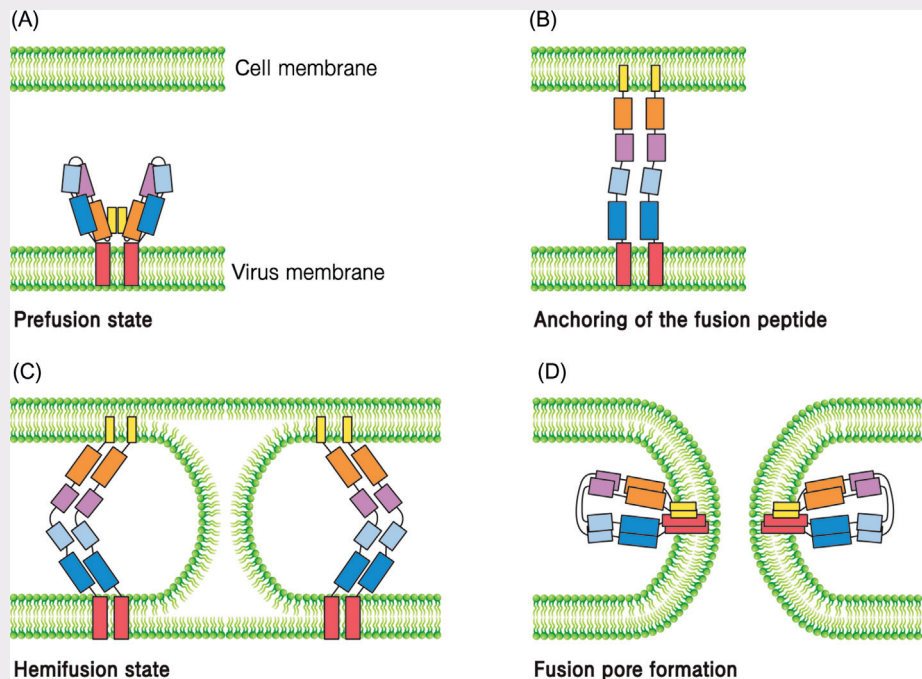 (A)
Cell membrane
Virus membrane
Prefusion state
(B)
Anchoring of the fusion peptide
(C)
Hemifusion state
(D)
Fusion pore formation